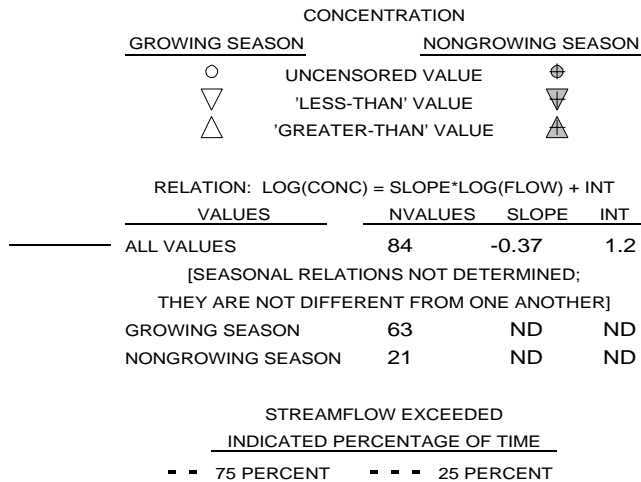 CONCENTRATION
GROWING SEASON NONGROWING SEASON
UNCENSORED VALUE
'LESS-THAN' VALUE
'GREATER-THAN' VALUE
RELATION: LOG(CONC) = SLOPE*LOG(FLOW) + INT
VALUES NVALUES SLOPE INT
ALL VALUES 84 -0.37 1.2
[SEASONAL RELATIONS NOT DETERMINED;
THEY ARE NOT DIFFERENT FROM ONE ANOTHER]
GROWING SEASON 63 ND ND
NONGROWING SEASON 21 ND ND
STREAMFLOW EXCEEDED
INDICATED PERCENTAGE OF TIME
75 PERCENT 25 PERCENT